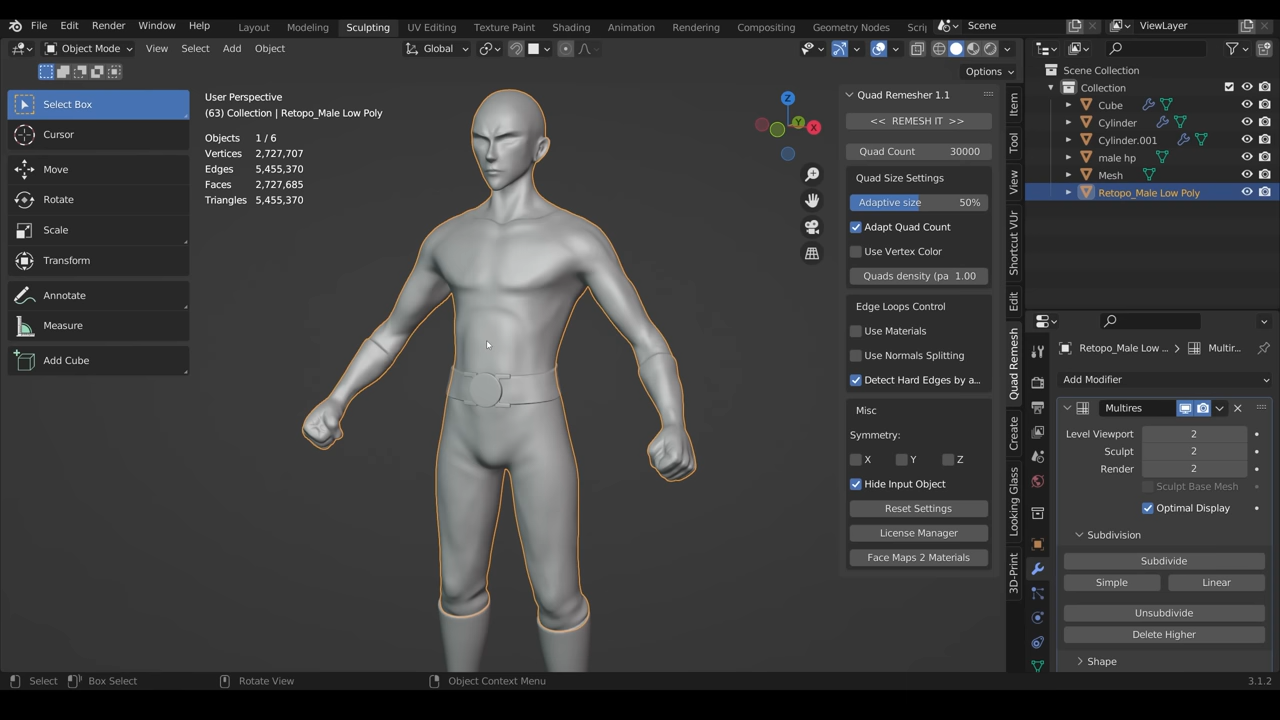 File Edit Render Window Help Layout Modeling Sculpting UV Editing Texture Paint Shading Animation Rendering Compositing Geometry Nodes Scri Scene ViewLayer
Object Mode View Select Add Object Global
Options
Select Box
Cursor
Move
Rotate
Scale
Transform
Annotate
Measure
Add Cube
User Perspective
(63) Collection | Retopo_Male Low Poly
Objects 1 / 6
Vertices 2,727,707
Edges 5,455,370
Faces 2,727,685
Triangles 5,455,370
Z
Y
X
Quad Remesher 1.1
<< REMESH IT >>
Quad Count 30000
Quad Size Settings
Adaptive size 50%
Adapt Quad Count
Use Vertex Color
Quads density (pa 1.00
Edge Loops Control
Use Materials
Use Normals Splitting
Detect Hard Edges by a...
Misc
Symmetry:
X Y Z
Hide Input Object
Reset Settings
License Manager
Face Maps 2 Materials
Item
Tool
View
Shortcut VUr
Edit
Quad Remesh
Create
Looking Glass
3D-Print
Scene Collection
Collection
Cube
Cylinder
Cylinder.001
male hp
Mesh
Retopo_Male Low Poly
Retopo_Male Low ... > Multir...
Add Modifier
Multires
Level Viewport 2
Sculpt 2
Render 2
Sculpt Base Mesh
Optimal Display
Subdivision
Subdivide
Simple Linear
Unsubdivide
Delete Higher
Shape
Select Box Select Rotate View Object Context Menu 3.1.2